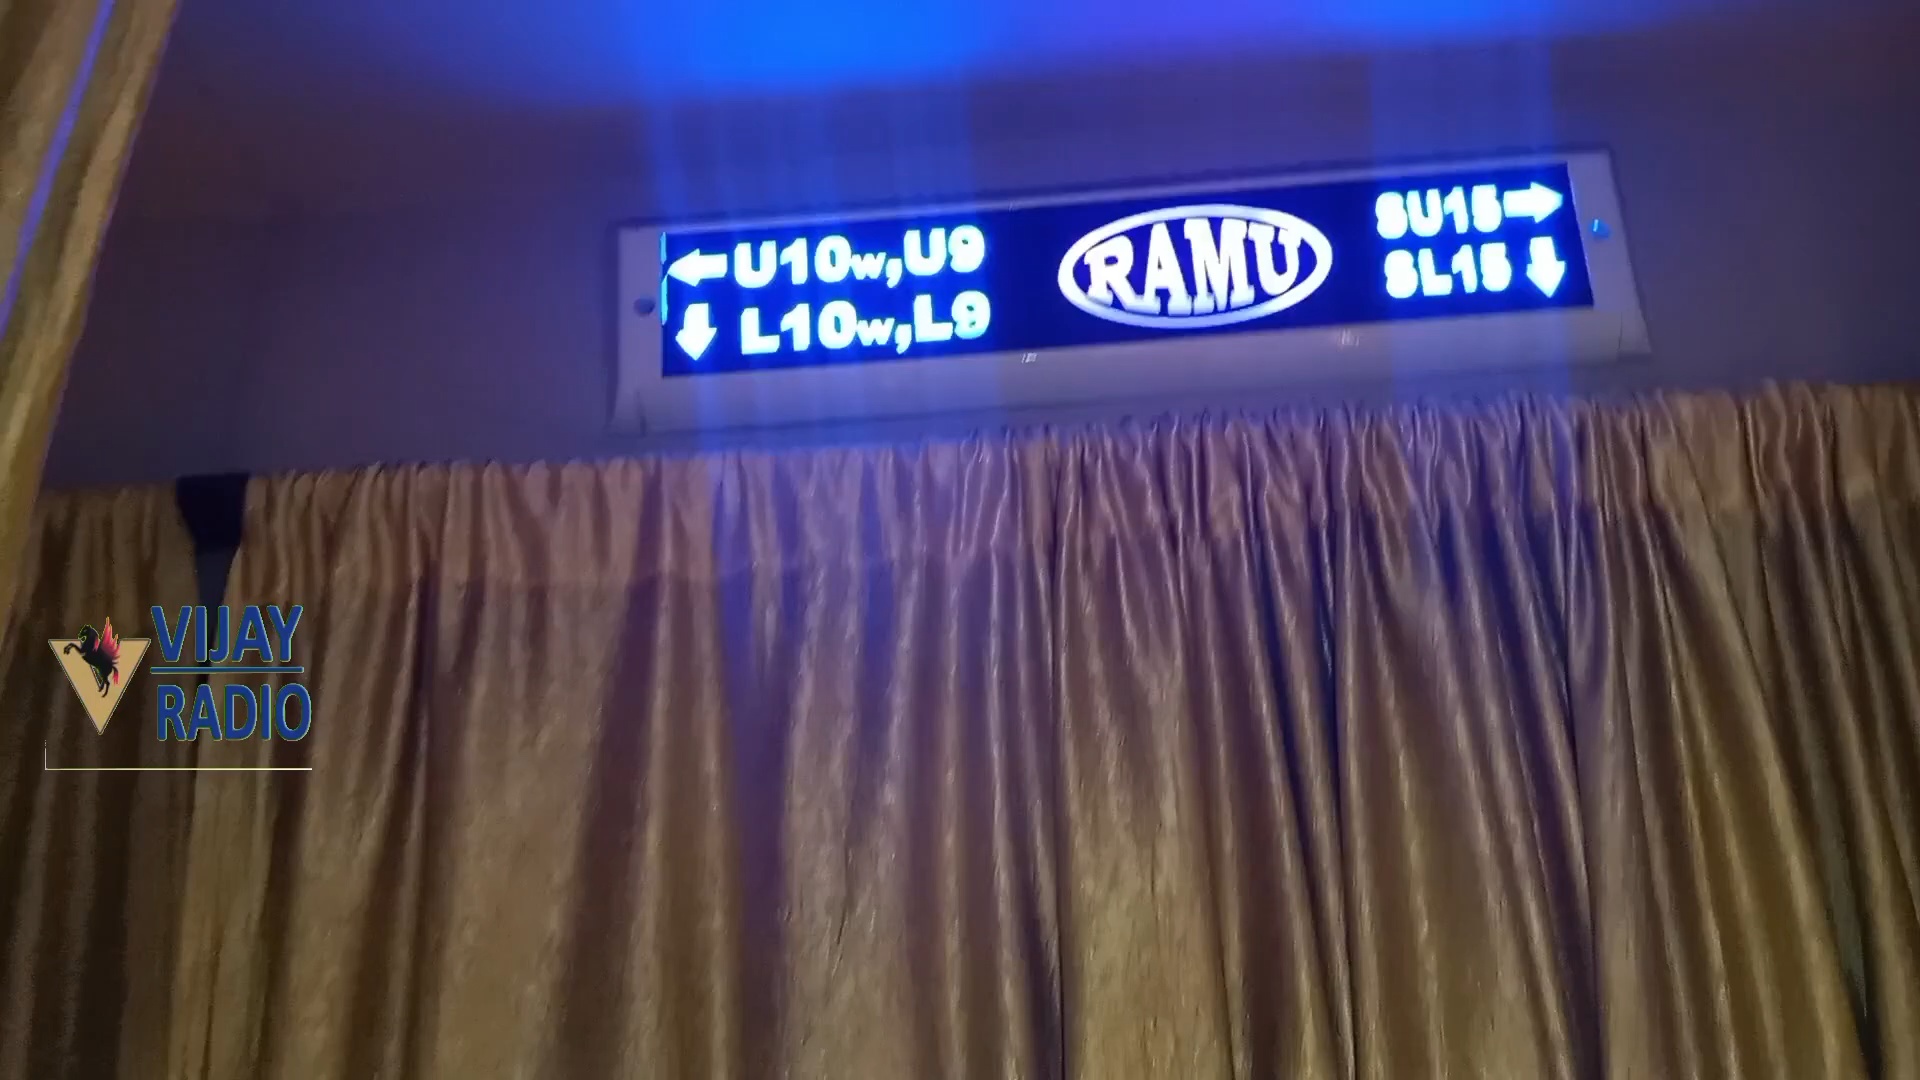 ←U10w,U9
↓ L10w,L9
RAMU
SU15→
SL15↓
VIJAY
RADIO